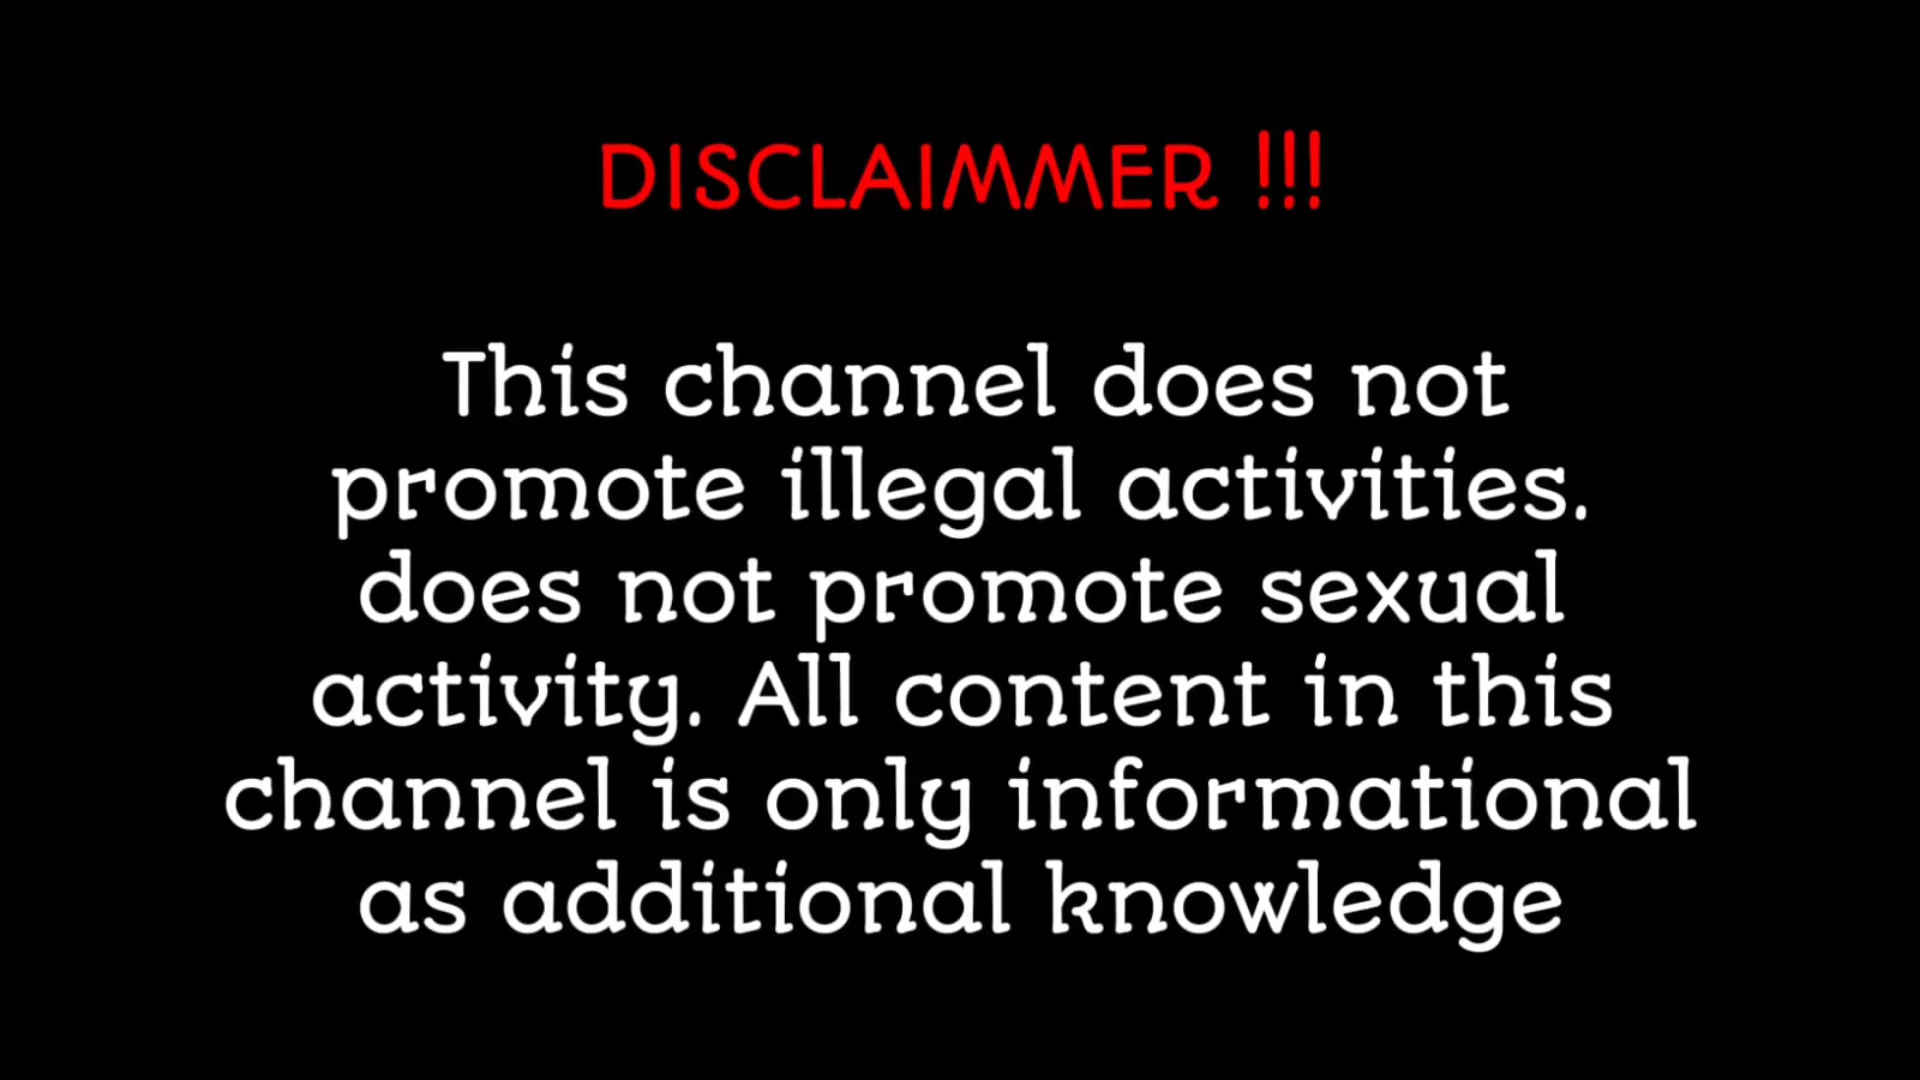 DISCLAIMMER !!!
This channel does not
promote illegal activities.
does not promote sexual
activity. All content in this
channel is only informational
as additional knowledge